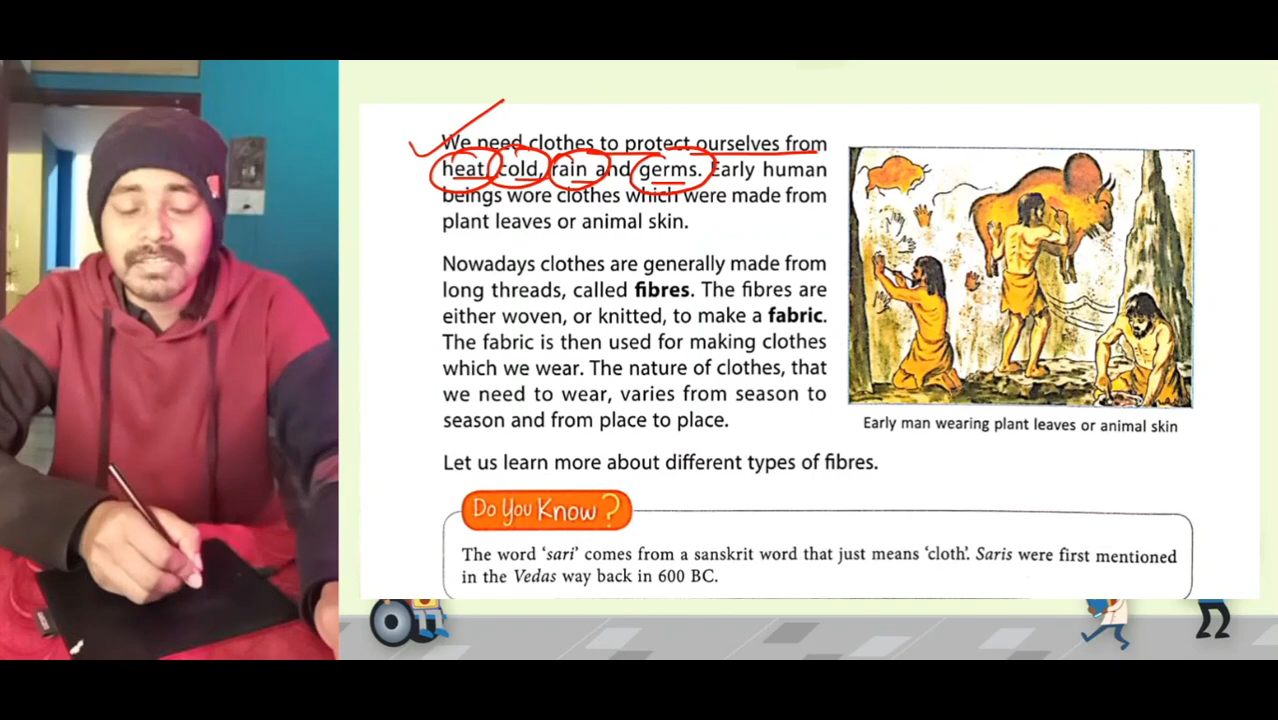 We need clothes to protect ourselves from
heat, cold, rain and germs. Early human
beings wore clothes which were made from
plant leaves or animal skin.
Nowadays clothes are generally made from
long threads, called fibres. The fibres are
either woven, or knitted, to make a fabric.
The fabric is then used for making clothes
which we wear. The nature of clothes, that
we need to wear, varies from season to
season and from place to place.
Early man wearing plant leaves or animal skin
Let us learn more about different types of fibres.
Do You Know?
The word ‘sari’ comes from a sanskrit word that just means ‘cloth’. Saris were first mentioned
in the Vedas way back in 600 BC.